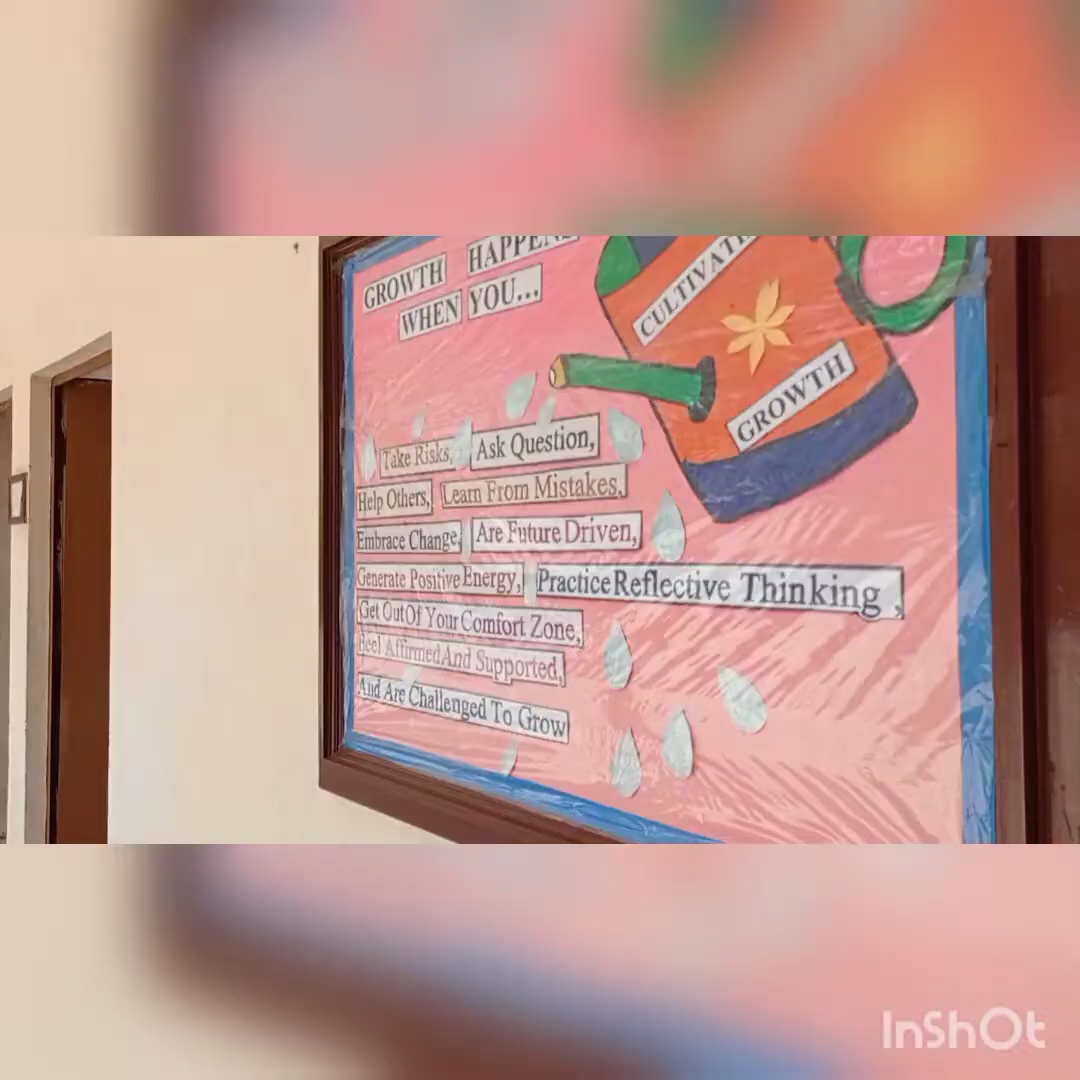 GROWTH HAPPENS
WHEN YOU...
CULTIVATE
GROWTH
Take Risks, Ask Question,
Help Others, Learn From Mistakes,
Embrace Change, Are Future Driven,
Generate Positive Energy, Practice Reflective Thinking ,
Get Out Of Your Comfort Zone,
Feel Affirmed And Supported,
And Are Challenged To Grow
InShOt